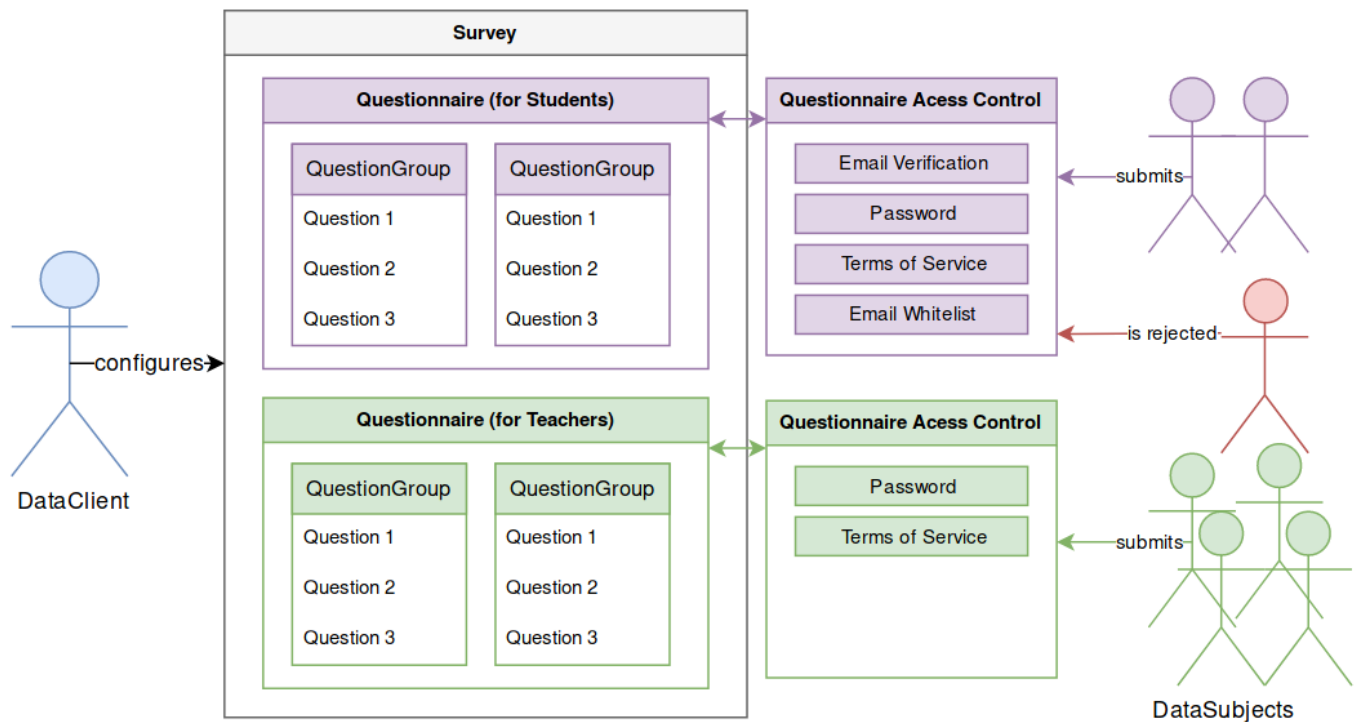 Survey
Questionnaire (for Students)
QuestionGroup
Question 1
Question 2
Question 3
QuestionGroup
Question 1
Question 2
Question 3
Questionnaire Acess Control
Email Verification
Password
Terms of Service
Email Whitelist
submits
is rejected
configures
DataClient
Questionnaire (for Teachers)
QuestionGroup
Question 1
Question 2
Question 3
QuestionGroup
Question 1
Question 2
Question 3
Questionnaire Acess Control
Password
Terms of Service
submits
DataSubjects